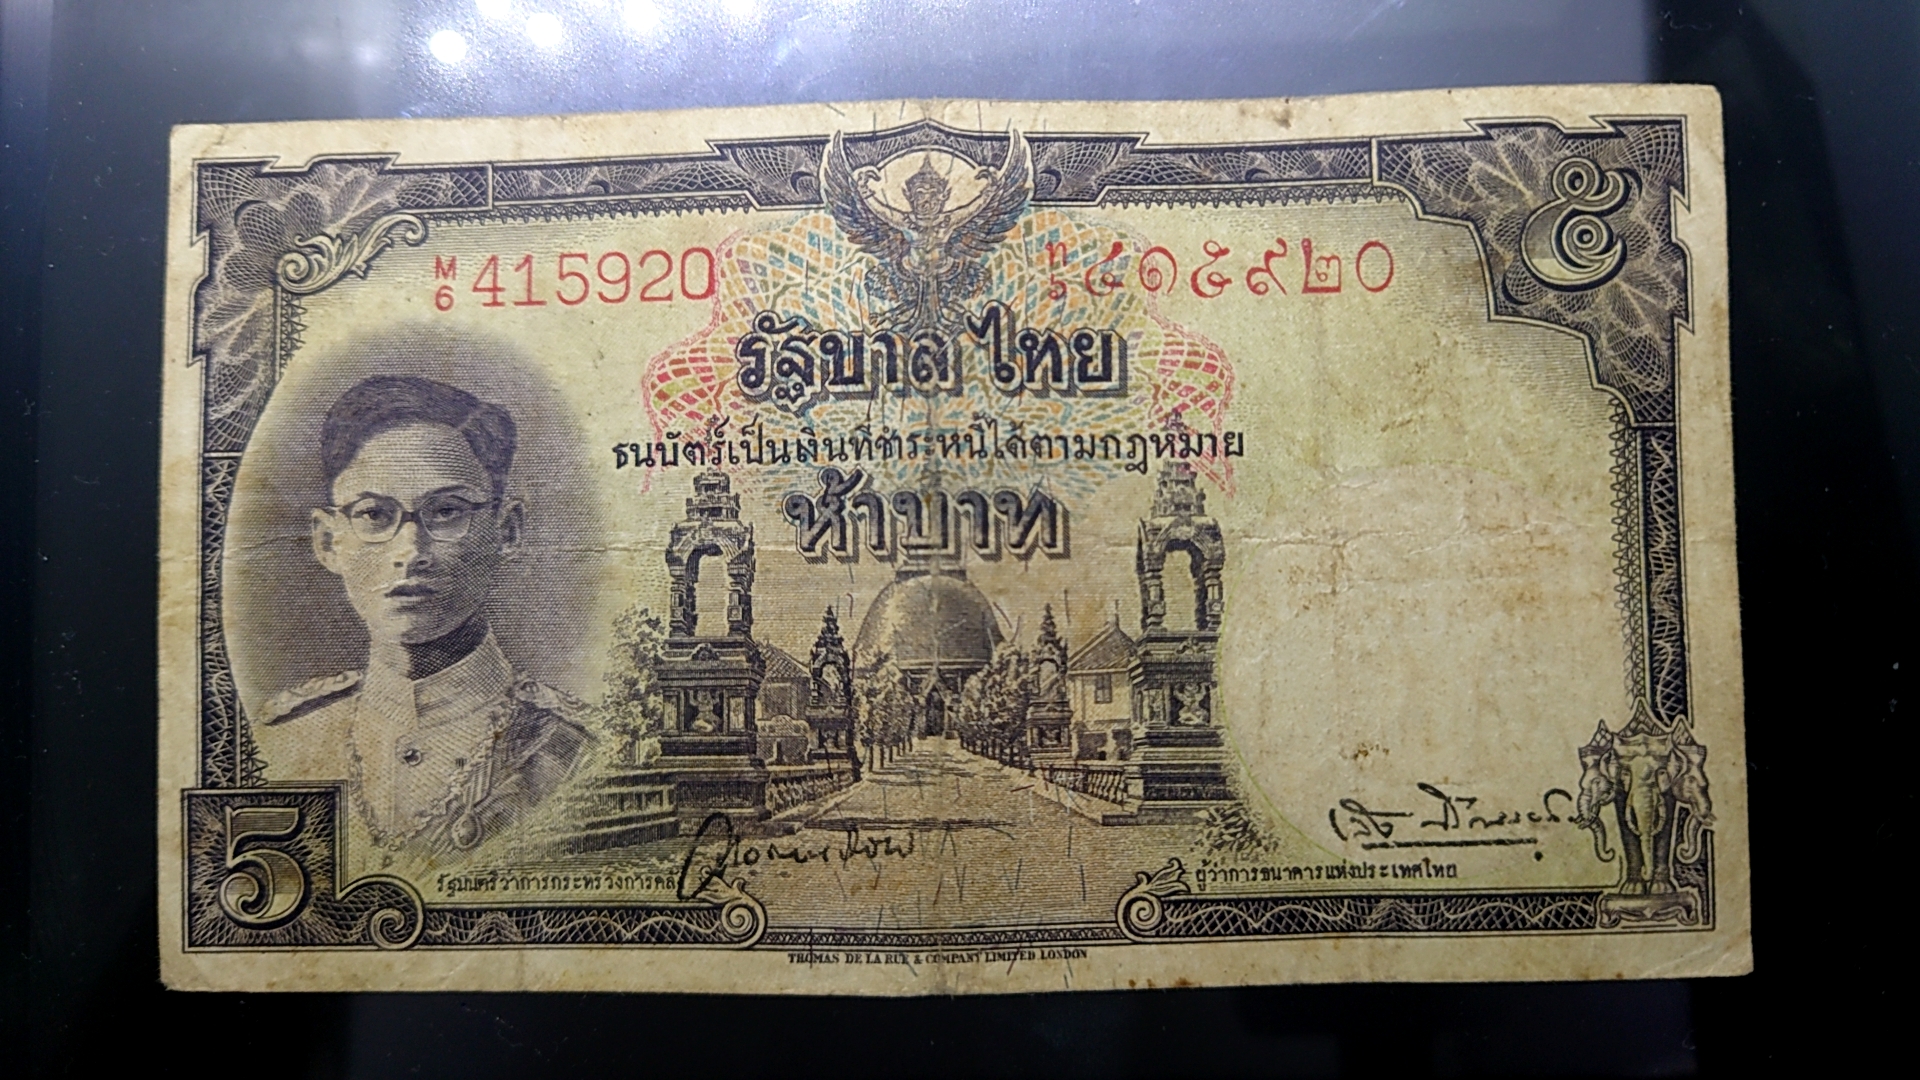 ๕
M/6 415920
๔๑๕๙๒๐
รัฐบาลไทย
ธนบัตร์เป็นเงินที่ชำระหนี้ได้ตามกฎหมาย
ห้าบาท
5
รัฐมนตรีว่าการกระทรวงการคลัง
ผู้ว่าการธนาคารแห่งประเทศไทย
THOMAS DE LA RUE & COMPANY LIMITED LONDON